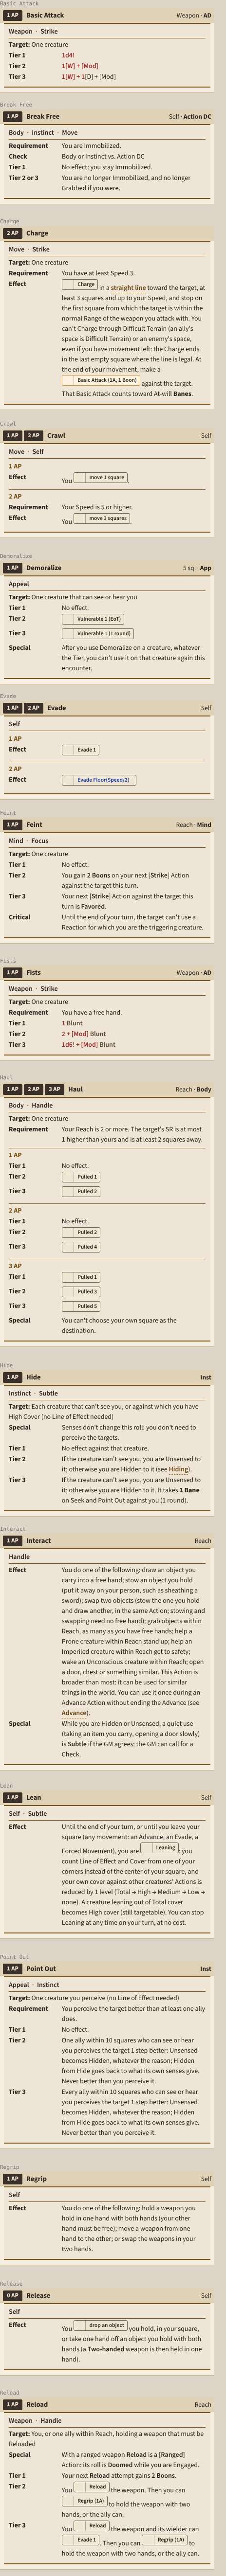 Basic Attack
1 AP Basic Attack Weapon · AD
Weapon · Strike
Target: One creature
Tier 1 1d4!
Tier 2 1[W] + [Mod]
Tier 3 1[W] + 1[D] + [Mod]
Break Free
1 AP Break Free Self · Action DC
Body · Instinct · Move
Requirement You are Immobilized.
Check Body or Instinct vs. Action DC
Tier 1 No effect: you stay Immobilized.
Tier 2 or 3 You are no longer Immobilized, and no longer
Grabbed if you were.
Charge
2 AP Charge
Move · Strike
Target: One creature
Requirement You have at least Speed 3.
Effect Charge in a straight line toward the target, at
least 3 squares and up to your Speed, and stop on
the first square from which the target is within the
normal Range of the weapon you attack with. You
can't Charge through Difficult Terrain (an ally's
space is Difficult Terrain) or an enemy's space,
even if you have movement left: the Charge ends
in the last empty square where the line is legal. At
the end of your movement, make a
Basic Attack (1A, 1 Boon) against the target.
That Basic Attack counts toward At-will Banes.
Crawl
1 AP 2 AP Crawl Self
Move · Self
1 AP
Effect You move 1 square.
2 AP
Requirement Your Speed is 5 or higher.
Effect You move 3 squares.
Demoralize
1 AP Demoralize 5 sq. · App
Appeal
Target: One creature that can see or hear you
Tier 1 No effect.
Tier 2 Vulnerable 1 (EoT)
Tier 3 Vulnerable 1 (1 round)
Special After you use Demoralize on a creature, whatever
the Tier, you can't use it on that creature again this
encounter.
Evade
1 AP 2 AP Evade Self
Self
1 AP
Effect Evade 1
2 AP
Effect Evade Floor(Speed/2)
Feint
1 AP Feint Reach · Mind
Mind · Focus
Target: One creature
Tier 1 No effect.
Tier 2 You gain 2 Boons on your next [Strike] Action
against the target this turn.
Tier 3 Your next [Strike] Action against the target this
turn is Favored.
Critical Until the end of your turn, the target can't use a
Reaction for which you are the triggering creature.
Fists
1 AP Fists Weapon · AD
Weapon · Strike
Target: One creature
Requirement You have a free hand.
Tier 1 1 Blunt
Tier 2 2 + [Mod] Blunt
Tier 3 1d6! + [Mod] Blunt
Haul
1 AP 2 AP 3 AP Haul Reach · Body
Body · Handle
Target: One creature
Requirement Your Reach is 2 or more. The target's SR is at most
1 higher than yours and is at least 2 squares away.
1 AP
Tier 1 No effect.
Tier 2 Pulled 1
Tier 3 Pulled 2
2 AP
Tier 1 No effect.
Tier 2 Pulled 2
Tier 3 Pulled 4
3 AP
Tier 1 Pulled 1
Tier 2 Pulled 3
Tier 3 Pulled 5
Special You can't choose your own square as the
destination.
Hide
1 AP Hide Inst
Instinct · Subtle
Target: Each creature that can't see you, or against which you have
High Cover (no Line of Effect needed)
Special Senses don't change this roll: you don't need to
perceive the targets.
Tier 1 No effect against the creature.
Tier 2 If the creature can't see you, you are Unsensed to
it; otherwise you are Hidden to it (see Hiding).
Tier 3 If the creature can't see you, you are Unsensed to
it; otherwise you are Hidden to it. It takes 1 Bane
on Seek and Point Out against you (1 round).
Interact
1 AP Interact Reach
Handle
Effect You do one of the following: draw an object you
carry into a free hand; stow an object you hold
(put it away on your person, such as sheathing a
sword); swap two objects (stow the one you hold
and draw another, in the same Action; stowing and
swapping need no free hand); grab objects within
Reach, as many as you have free hands; help a
Prone creature within Reach stand up; help an
Imperiled creature within Reach get to safety;
wake an Unconscious creature within Reach; open
a door, chest or something similar. This Action is
broader than most: it can be used for similar
things in the world. You can use it once during an
Advance Action without ending the Advance (see
Advance).
Special While you are Hidden or Unsensed, a quiet use
(taking an item you carry, opening a door slowly)
is Subtle if the GM agrees; the GM can call for a
Check.
Lean
1 AP Lean Self
Self · Subtle
Effect Until the end of your turn, or until you leave your
square (any movement: an Advance, an Evade, a
Forced Movement), you are Leaning : you
count Line of Effect and Cover from one of your
corners instead of the center of your square, and
your own cover against other creatures' Actions is
reduced by 1 level (Total → High → Medium → Low →
none). A creature leaning out of Total cover
becomes High cover (still targetable). You can stop
Leaning at any time on your turn, at no cost.
Point Out
1 AP Point Out Inst
Appeal · Instinct
Target: One creature you perceive (no Line of Effect needed)
Requirement You perceive the target better than at least one ally
does.
Tier 1 No effect.
Tier 2 One ally within 10 squares who can see or hear
you perceives the target 1 step better: Unsensed
becomes Hidden, whatever the reason; Hidden
from Hide goes back to what its own senses give.
Never better than you perceive it.
Tier 3 Every ally within 10 squares who can see or hear
you perceives the target 1 step better: Unsensed
becomes Hidden, whatever the reason; Hidden
from Hide goes back to what its own senses give.
Never better than you perceive it.
Regrip
1 AP Regrip Self
Self
Effect You do one of the following: hold a weapon you
hold in one hand with both hands (your other
hand must be free); move a weapon from one
hand to the other; or swap the weapons in your
two hands.
Release
0 AP Release Self
Self
Effect You drop an object you hold, in your square,
or take one hand off an object you hold with both
hands (a Two-handed weapon is then held in one
hand).
Reload
1 AP Reload Reach
Weapon · Handle
Target: You, or one ally within Reach, holding a weapon that must be
Reloaded
Special With a ranged weapon Reload is a [Ranged]
Action: its roll is Doomed while you are Engaged.
Tier 1 Your next Reload attempt gains 2 Boons.
Tier 2 You Reload the weapon. Then you can
Regrip (1A) to hold the weapon with two
hands, or the ally can.
Tier 3 You Reload the weapon and its wielder can
Evade 1 . Then you can Regrip (1A) to
hold the weapon with two hands, or the ally can.